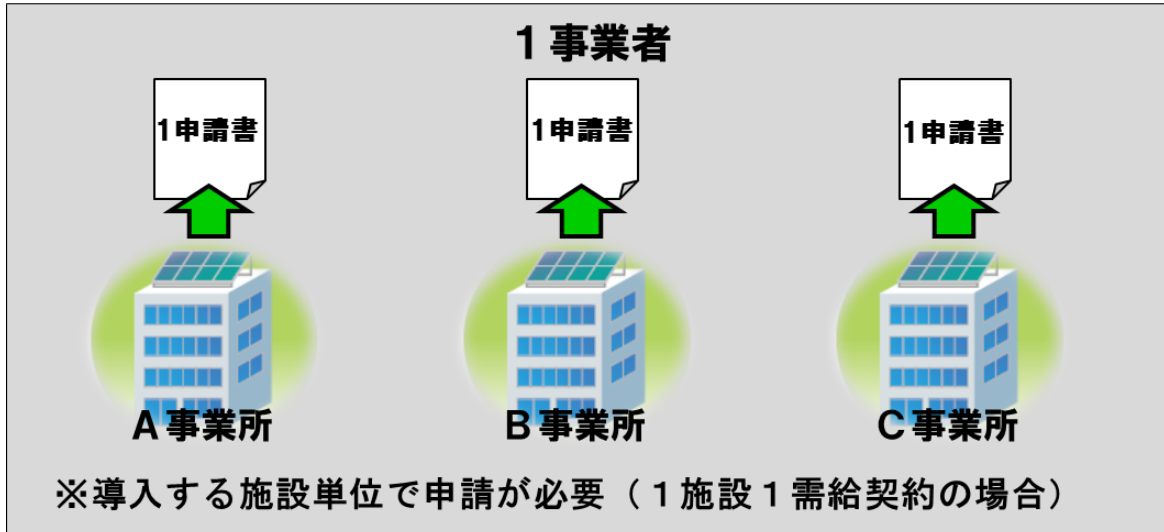 １事業者
1申請書
1申請書
1申請書
Ａ事業所
Ｂ事業所
Ｃ事業所
※導入する施設単位で申請が必要（１施設１需給契約の場合）